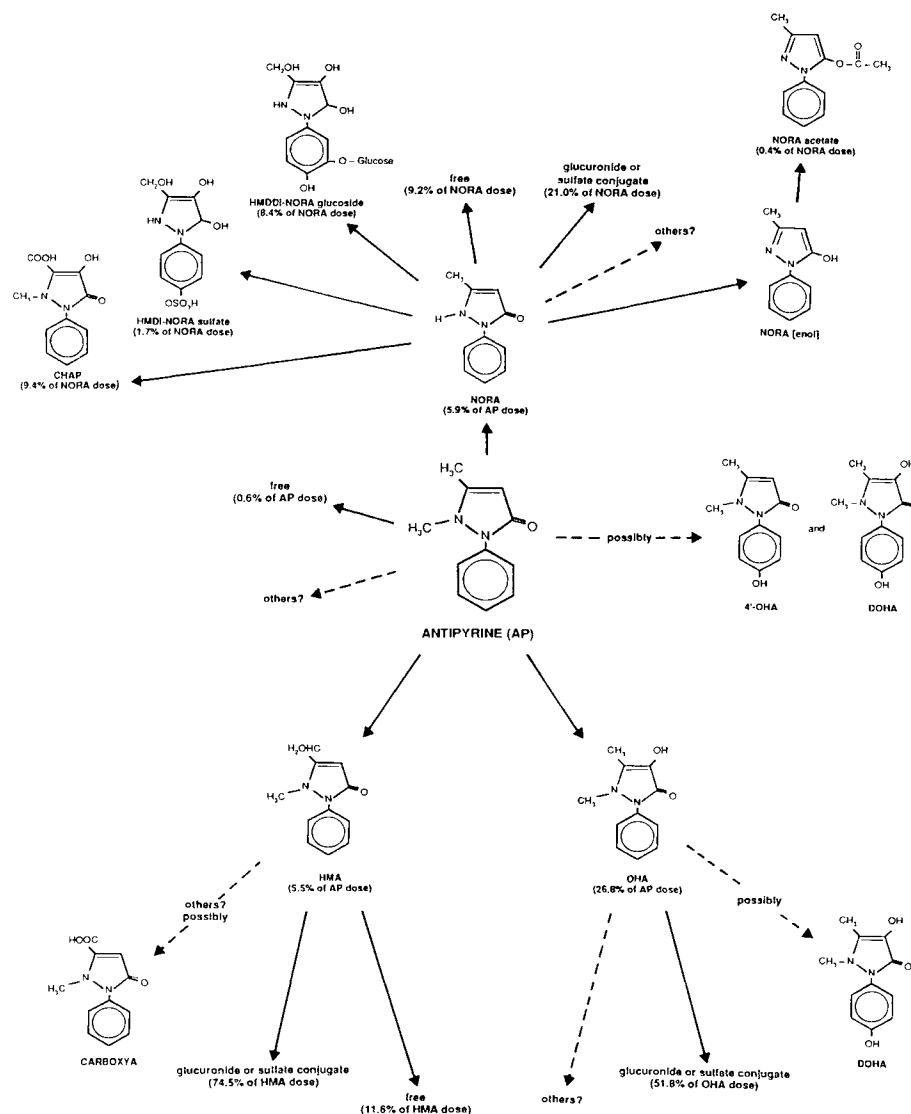 CH₃
N
N
O
O–C–CH₃
NORA acetate
(0.4% of NORA dose)
CH₂OH
OH
HN
N
OH
O – Glucose
OH
HMDDI-NORA glucoside
(8.4% of NORA dose)
free
(9.2% of NORA dose)
glucuronide or
sulfate conjugate
(21.0% of NORA dose)
others?
CH₃
N
N
OH
NORA [enol]
CH₂OH
OH
HN
N
OH
OSO₃H
HMDI-NORA sulfate
(1.7% of NORA dose)
COOH
OH
CH₃
N
N
O
CHAP
(9.4% of NORA dose)
CH₃
H
N
N
O
NORA
(5.9% of AP dose)
free
(0.6% of AP dose)
others?
H₃C
H₃C
N
N
O
ANTIPYRINE (AP)
possibly
CH₃
CH₃
N
N
O
OH
4'-OHA
and
CH₃
OH
CH₃
N
N
O
OH
DOHA
H₂OHC
H₃C
N
N
O
HMA
(5.5% of AP dose)
CH₃
OH
CH₃
N
N
O
OHA
(26.8% of AP dose)
others?
possibly
possibly
HOOC
H₃C
N
N
O
CARBOXYA
CH₃
OH
CH₃
N
N
O
OH
DOHA
glucuronide or sulfate conjugate
(74.5% of HMA dose)
free
(11.6% of HMA dose)
others?
glucuronide or sulfate conjugate
(51.8% of OHA dose)